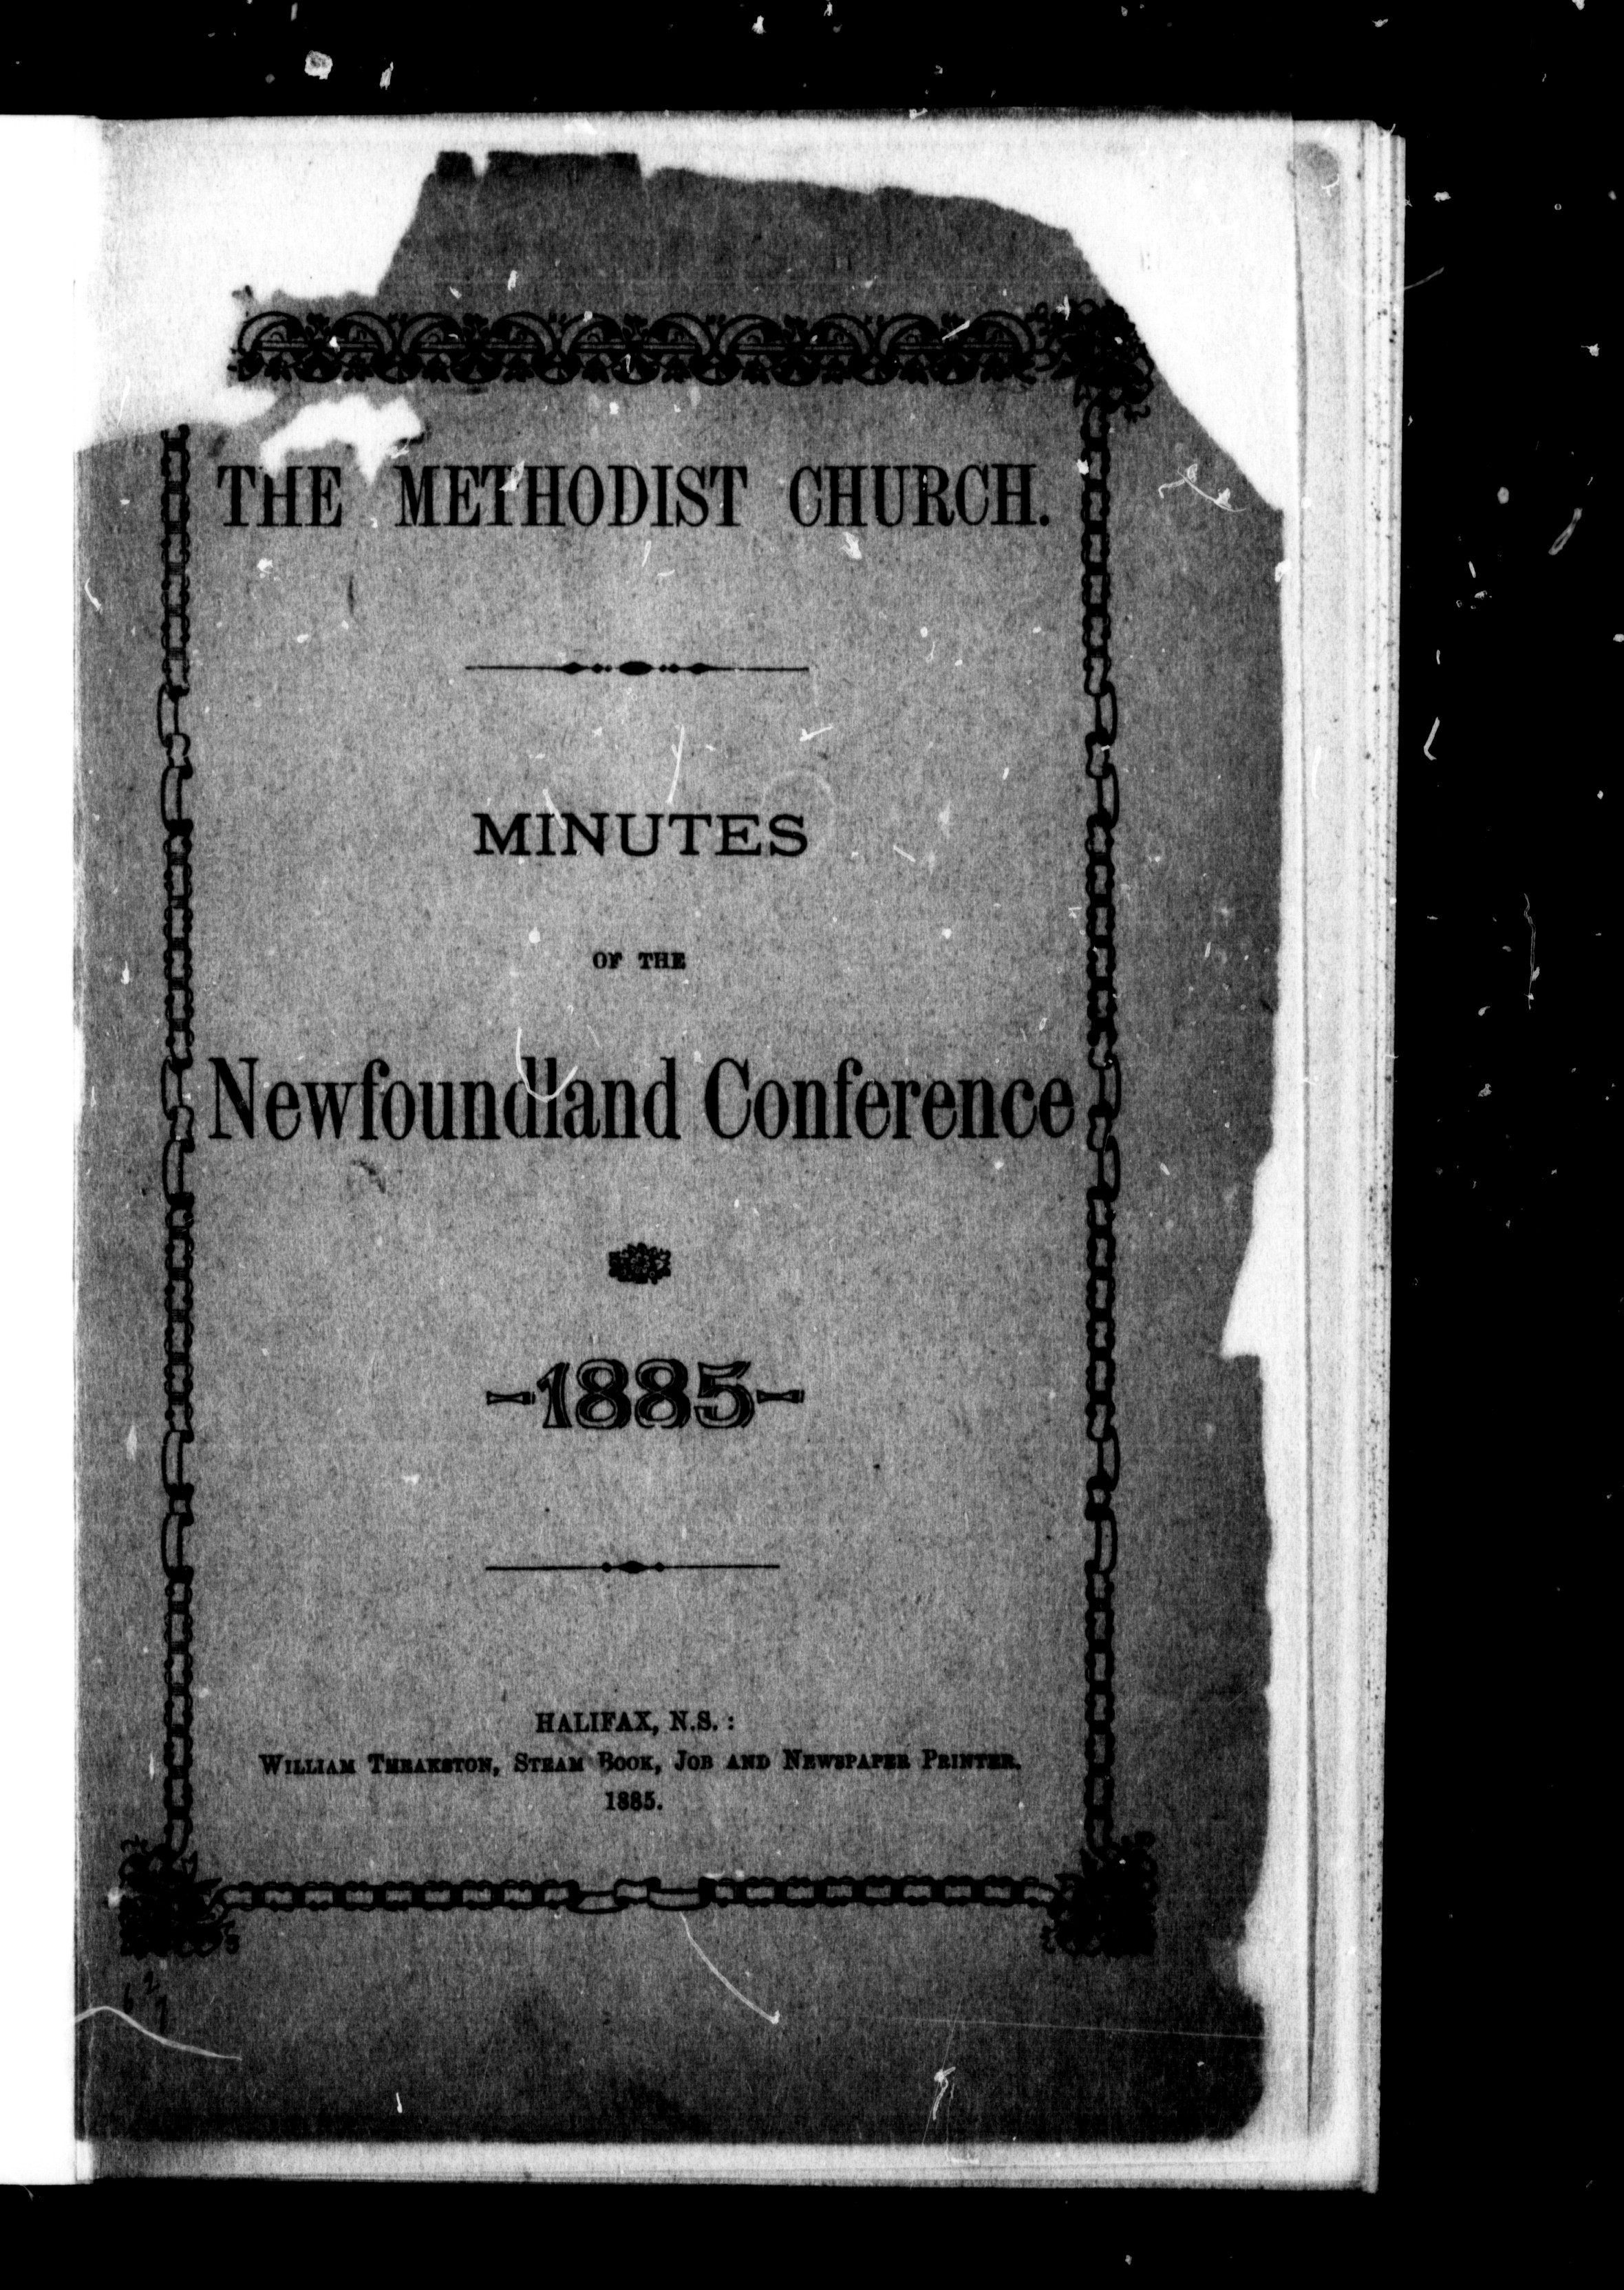 THE METHODIST CHURCH.
MINUTES
OF THE
Newfoundland Conference
-1885-
HALIFAX, N.S. :
WILLIAM THEAKSTON, STEAM BOOK, JOB AND NEWSPAPER PRINTER.
1885.